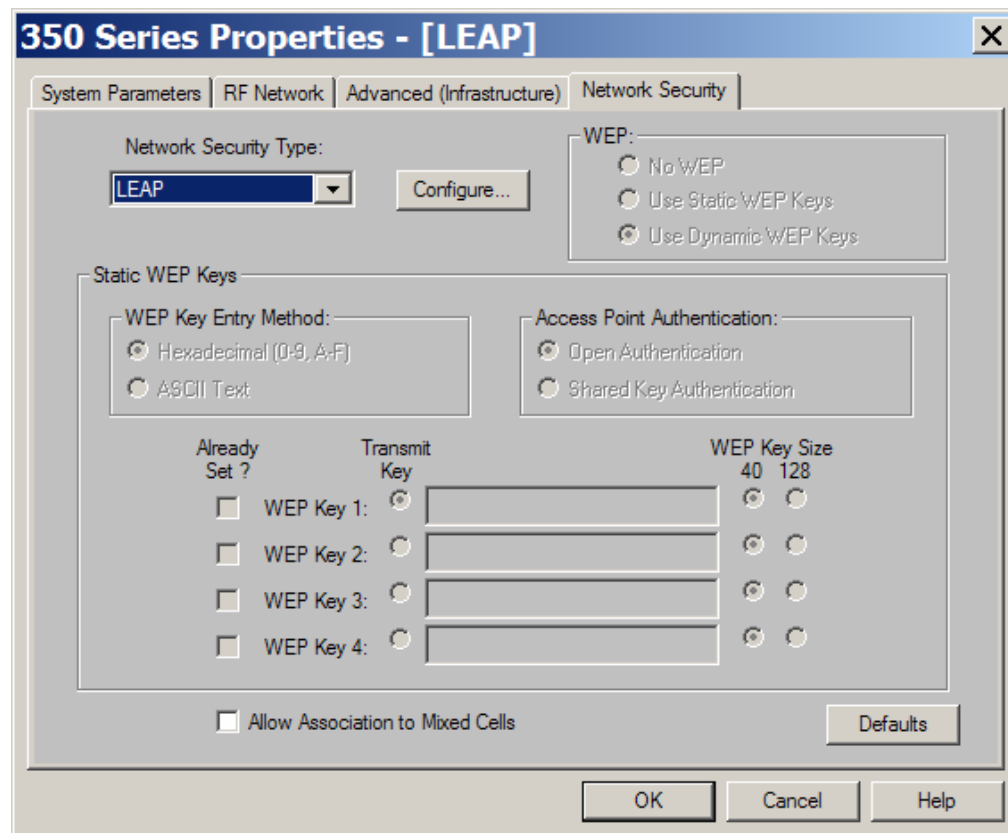 350 Series Properties - [LEAP]
System Parameters RF Network Advanced (Infrastructure) Network Security
Network Security Type:
LEAP
Configure...
WEP:
No WEP
Use Static WEP Keys
Use Dynamic WEP Keys
Static WEP Keys
WEP Key Entry Method:
Hexadecimal (0-9, A-F)
ASCII Text
Access Point Authentication:
Open Authentication
Shared Key Authentication
Already
Set ?
Transmit
Key
WEP Key Size
40 128
WEP Key 1:
WEP Key 2:
WEP Key 3:
WEP Key 4:
Allow Association to Mixed Cells
Defaults
OK Cancel Help